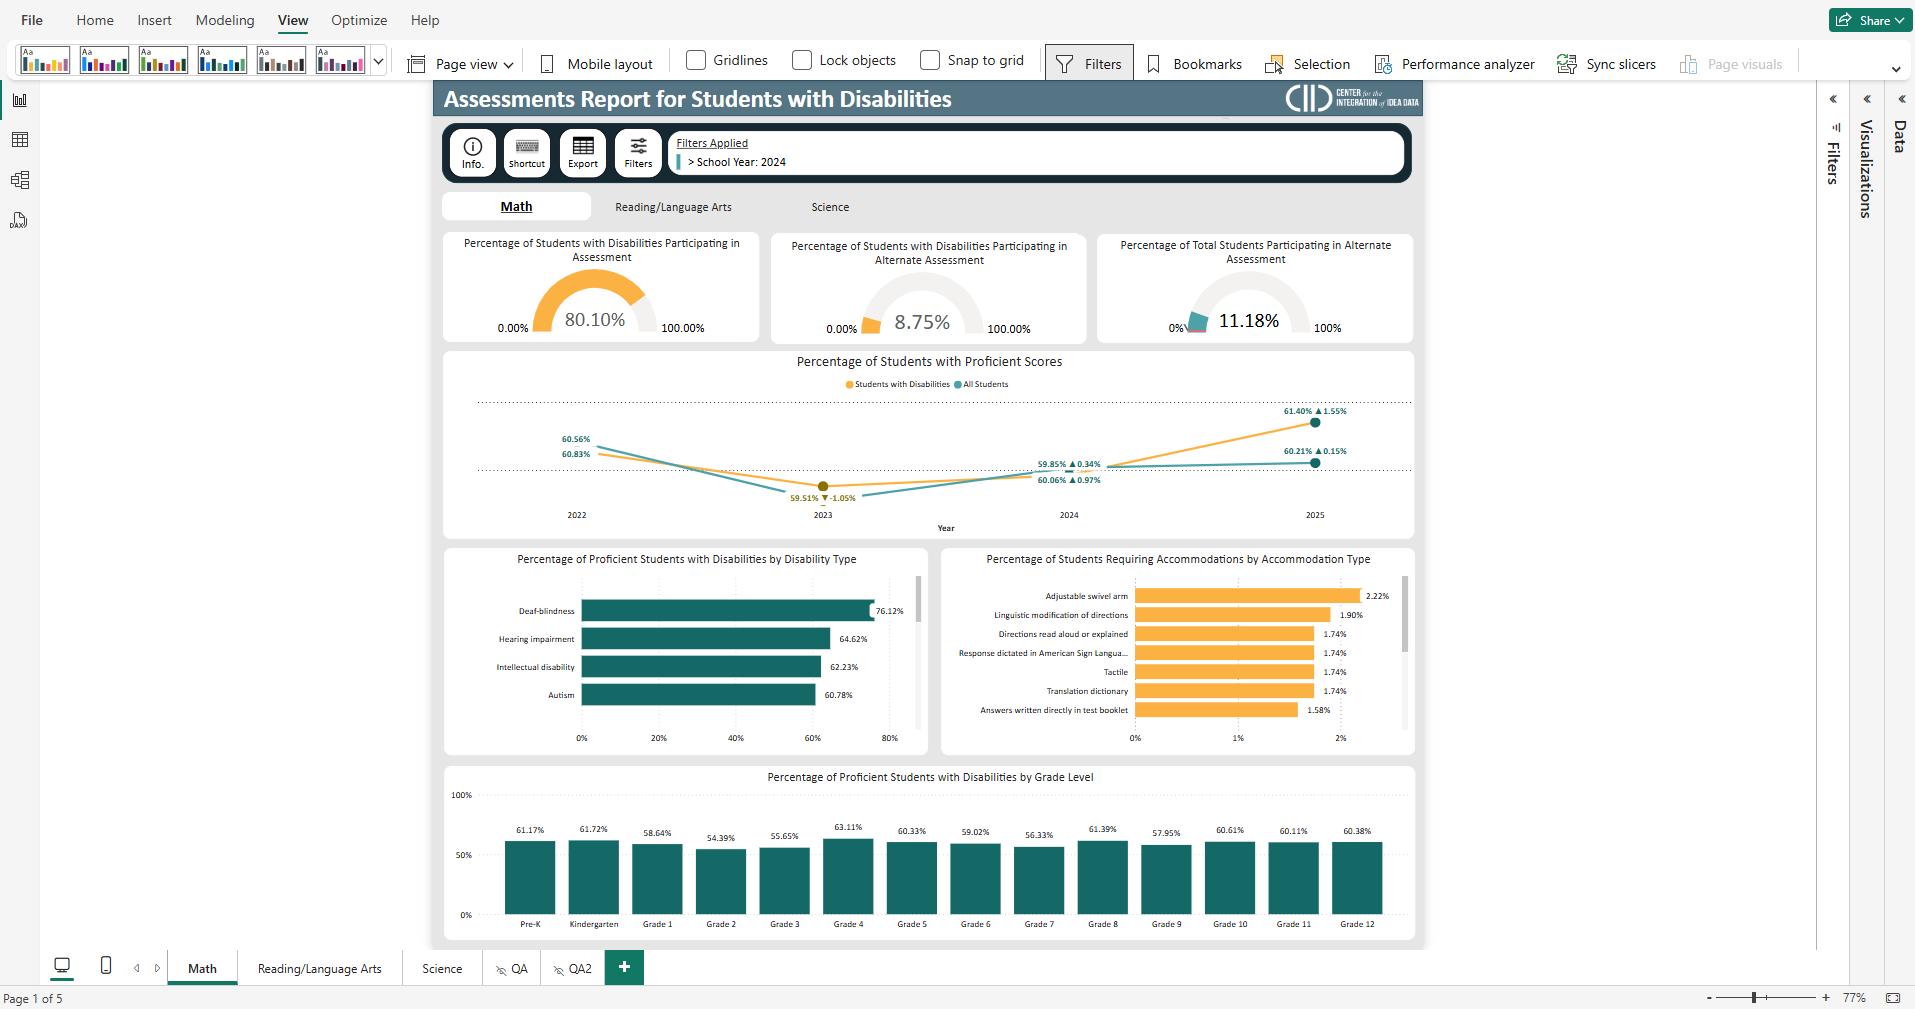 File Home Insert Modeling View Optimize Help Share
Aa Aa Aa Aa Aa Aa Page view Mobile layout Gridlines Lock objects Snap to grid Filters Bookmarks Selection Performance analyzer Sync slicers Page visuals
Assessments Report for Students with Disabilities
CENTER for the
INTEGRATION of IDEA DATA
Info. Shortcut Export Filters
Filters Applied
> School Year: 2024
Math Reading/Language Arts Science
Percentage of Students with Disabilities Participating in
Assessment
80.10%
0.00% 100.00%
Percentage of Students with Disabilities Participating in
Alternate Assessment
8.75%
0.00% 100.00%
Percentage of Total Students Participating in Alternate
Assessment
11.18%
0% 100%
Percentage of Students with Proficient Scores
Students with Disabilities All Students
61.40% ▲1.55%
60.56%
60.83%
60.21% ▲0.15%
59.85% ▲0.34%
60.06% ▲0.97%
59.51% ▼-1.05%
2022 2023 2024 2025
Year
Percentage of Proficient Students with Disabilities by Disability Type
Deaf-blindness 76.12%
Hearing impairment 64.62%
Intellectual disability 62.23%
Autism 60.78%
0% 20% 40% 60% 80%
Percentage of Students Requiring Accommodations by Accommodation Type
Adjustable swivel arm 2.22%
Linguistic modification of directions 1.90%
Directions read aloud or explained 1.74%
Response dictated in American Sign Langua... 1.74%
Tactile 1.74%
Translation dictionary 1.74%
Answers written directly in test booklet 1.58%
0% 1% 2%
Percentage of Proficient Students with Disabilities by Grade Level
100%
50%
0%
61.17% 61.72% 58.64% 54.39% 55.65% 63.11% 60.33% 59.02% 56.33% 61.39% 57.95% 60.61% 60.11% 60.38%
Pre-K Kindergarten Grade 1 Grade 2 Grade 3 Grade 4 Grade 5 Grade 6 Grade 7 Grade 8 Grade 9 Grade 10 Grade 11 Grade 12
Filters
Visualizations
Data
DAX
Math Reading/Language Arts Science QA QA2 +
Page 1 of 5
- + 77%